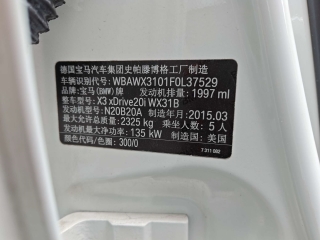 德国宝马汽车集团史帕滕博格工厂制造
车辆识别代号: WBAWX3101F0L37529
品牌: 宝马(BMW)牌 发动机排量: 1997 ml
整车型号: X3 xDrive20i WX31B
发动机型号: N20B20A 制造年月: 2015.03
最大允许总质量: 2325 kg 乘坐人数: 5 人
发动机最大净功率: 135 kW 制造国: 美国
颜色代码/色圈: 300/0